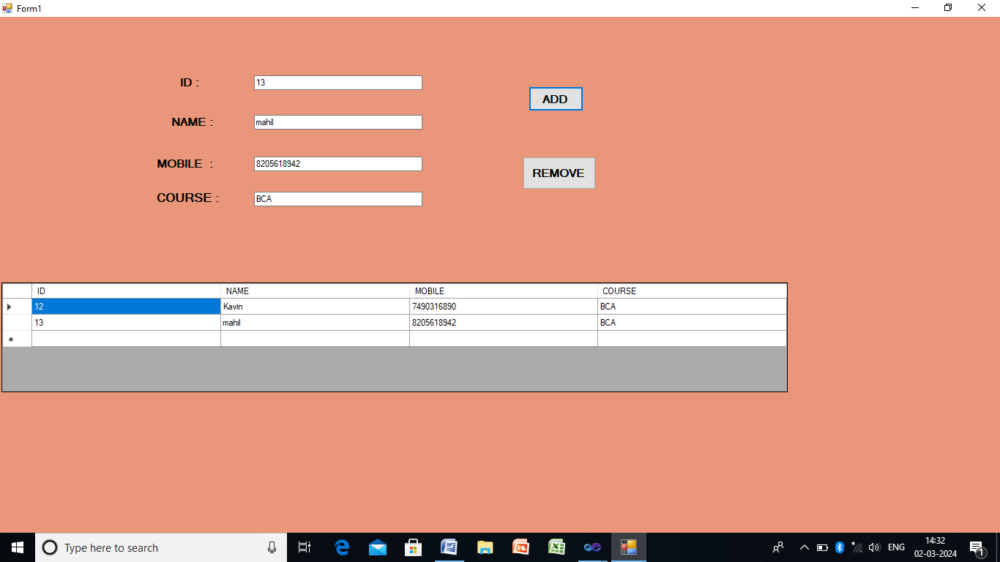 Form1
ID :
13
ADD
NAME :
mahil
MOBILE :
8205618942
REMOVE
COURSE :
BCA
ID NAME MOBILE COURSE
12 Kavin 7490316890 BCA
13 mahil 8205618942 BCA
*
Type here to search
ENG
14:32
02-03-2024
1